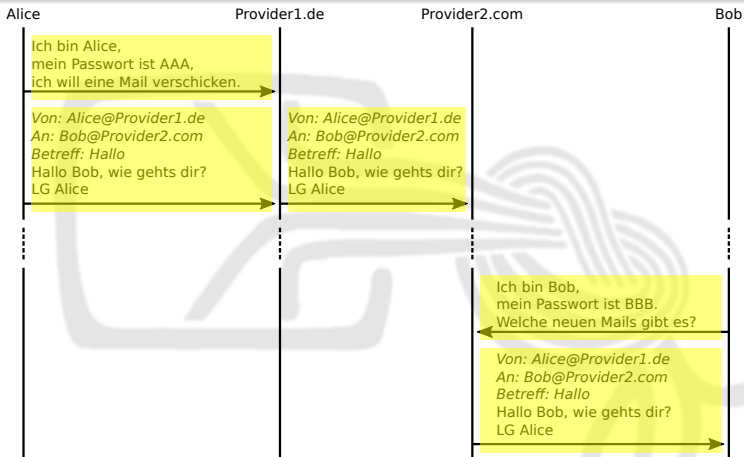 Alice
Provider1.de
Provider2.com
Bob
Ich bin Alice,
mein Passwort ist AAA,
ich will eine Mail verschicken.
Von: Alice@Provider1.de
An: Bob@Provider2.com
Betreff: Hallo
Hallo Bob, wie gehts dir?
LG Alice
Von: Alice@Provider1.de
An: Bob@Provider2.com
Betreff: Hallo
Hallo Bob, wie gehts dir?
LG Alice
Ich bin Bob,
mein Passwort ist BBB.
Welche neuen Mails gibt es?
Von: Alice@Provider1.de
An: Bob@Provider2.com
Betreff: Hallo
Hallo Bob, wie gehts dir?
LG Alice